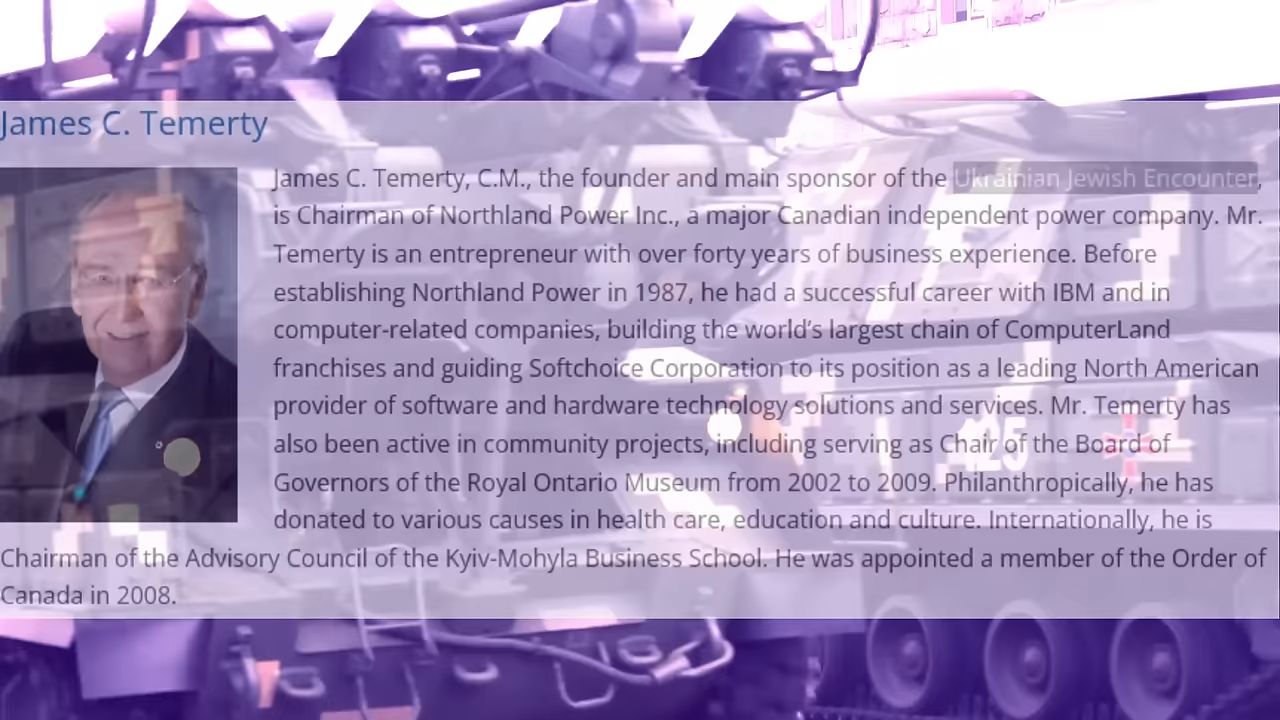 James C. Temerty
James C. Temerty, C.M., the founder and main sponsor of the Ukrainian Jewish Encounter,
is Chairman of Northland Power Inc., a major Canadian independent power company. Mr.
Temerty is an entrepreneur with over forty years of business experience. Before
establishing Northland Power in 1987, he had a successful career with IBM and in
computer-related companies, building the world’s largest chain of ComputerLand
franchises and guiding Softchoice Corporation to its position as a leading North American
provider of software and hardware technology solutions and services. Mr. Temerty has
also been active in community projects, including serving as Chair of the Board of
Governors of the Royal Ontario Museum from 2002 to 2009. Philanthropically, he has
donated to various causes in health care, education and culture. Internationally, he is
Chairman of the Advisory Council of the Kyiv-Mohyla Business School. He was appointed a member of the Order of
Canada in 2008.
425